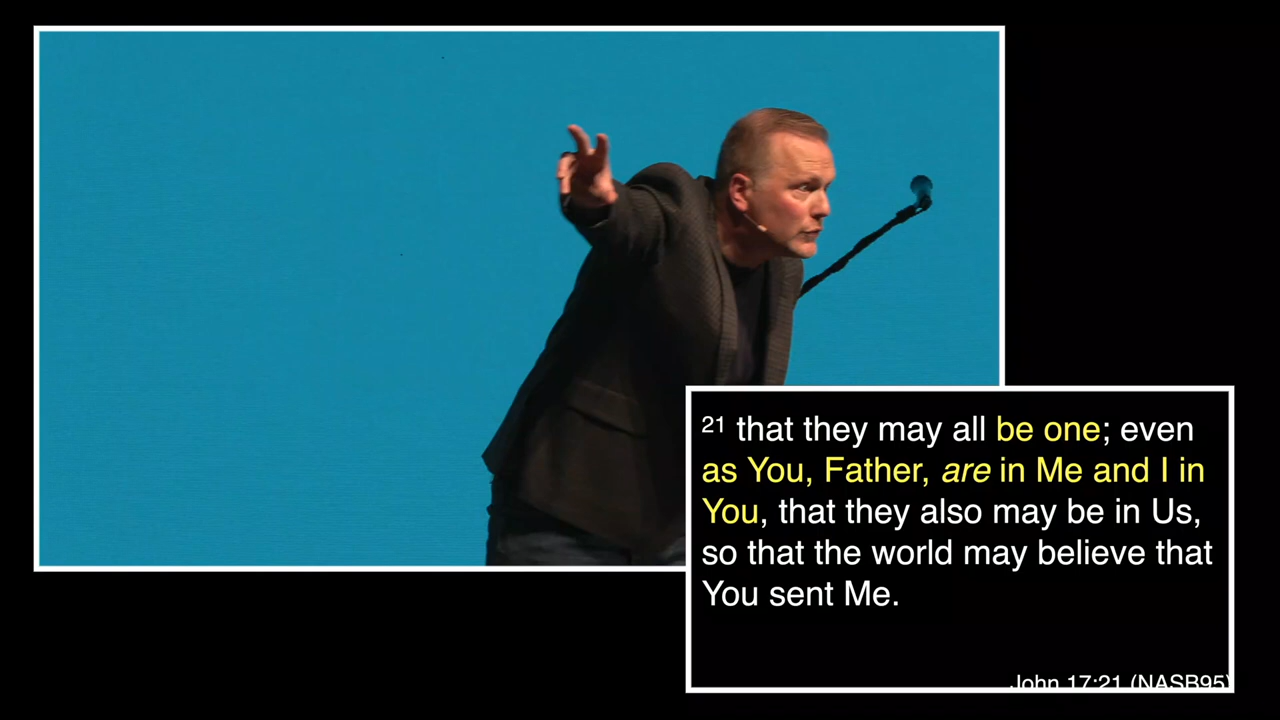 21 that they may all be one; even
as You, Father, are in Me and I in
You, that they also may be in Us,
so that the world may believe that
You sent Me.
John 17:21 (NASB95)